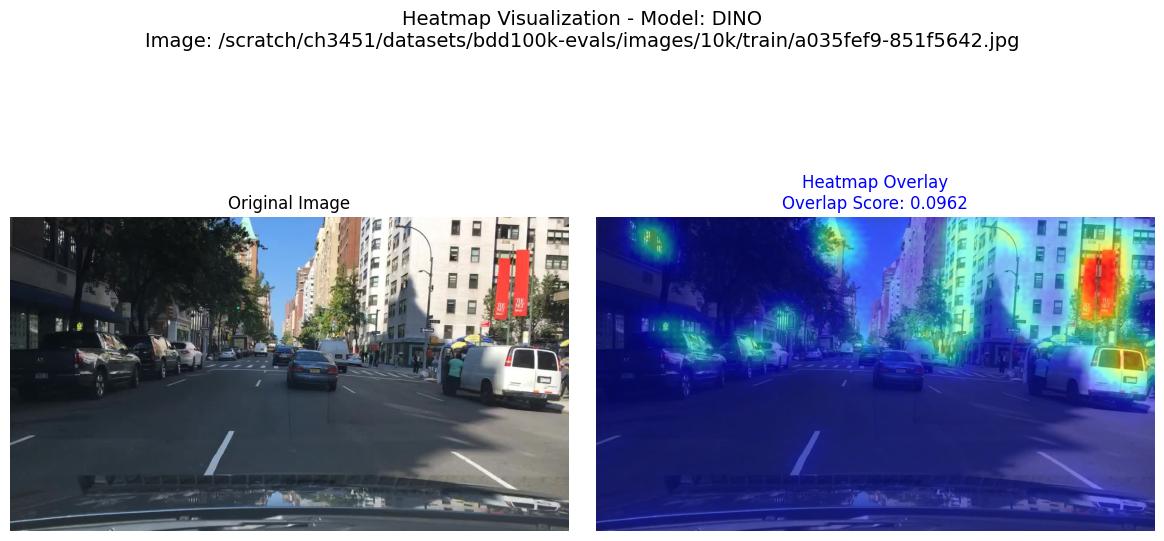 Heatmap Visualization - Model: DINO
Image: /scratch/ch3451/datasets/bdd100k-evals/images/10k/train/a035fef9-851f5642.jpg
Original Image
Heatmap Overlay
Overlap Score: 0.0962